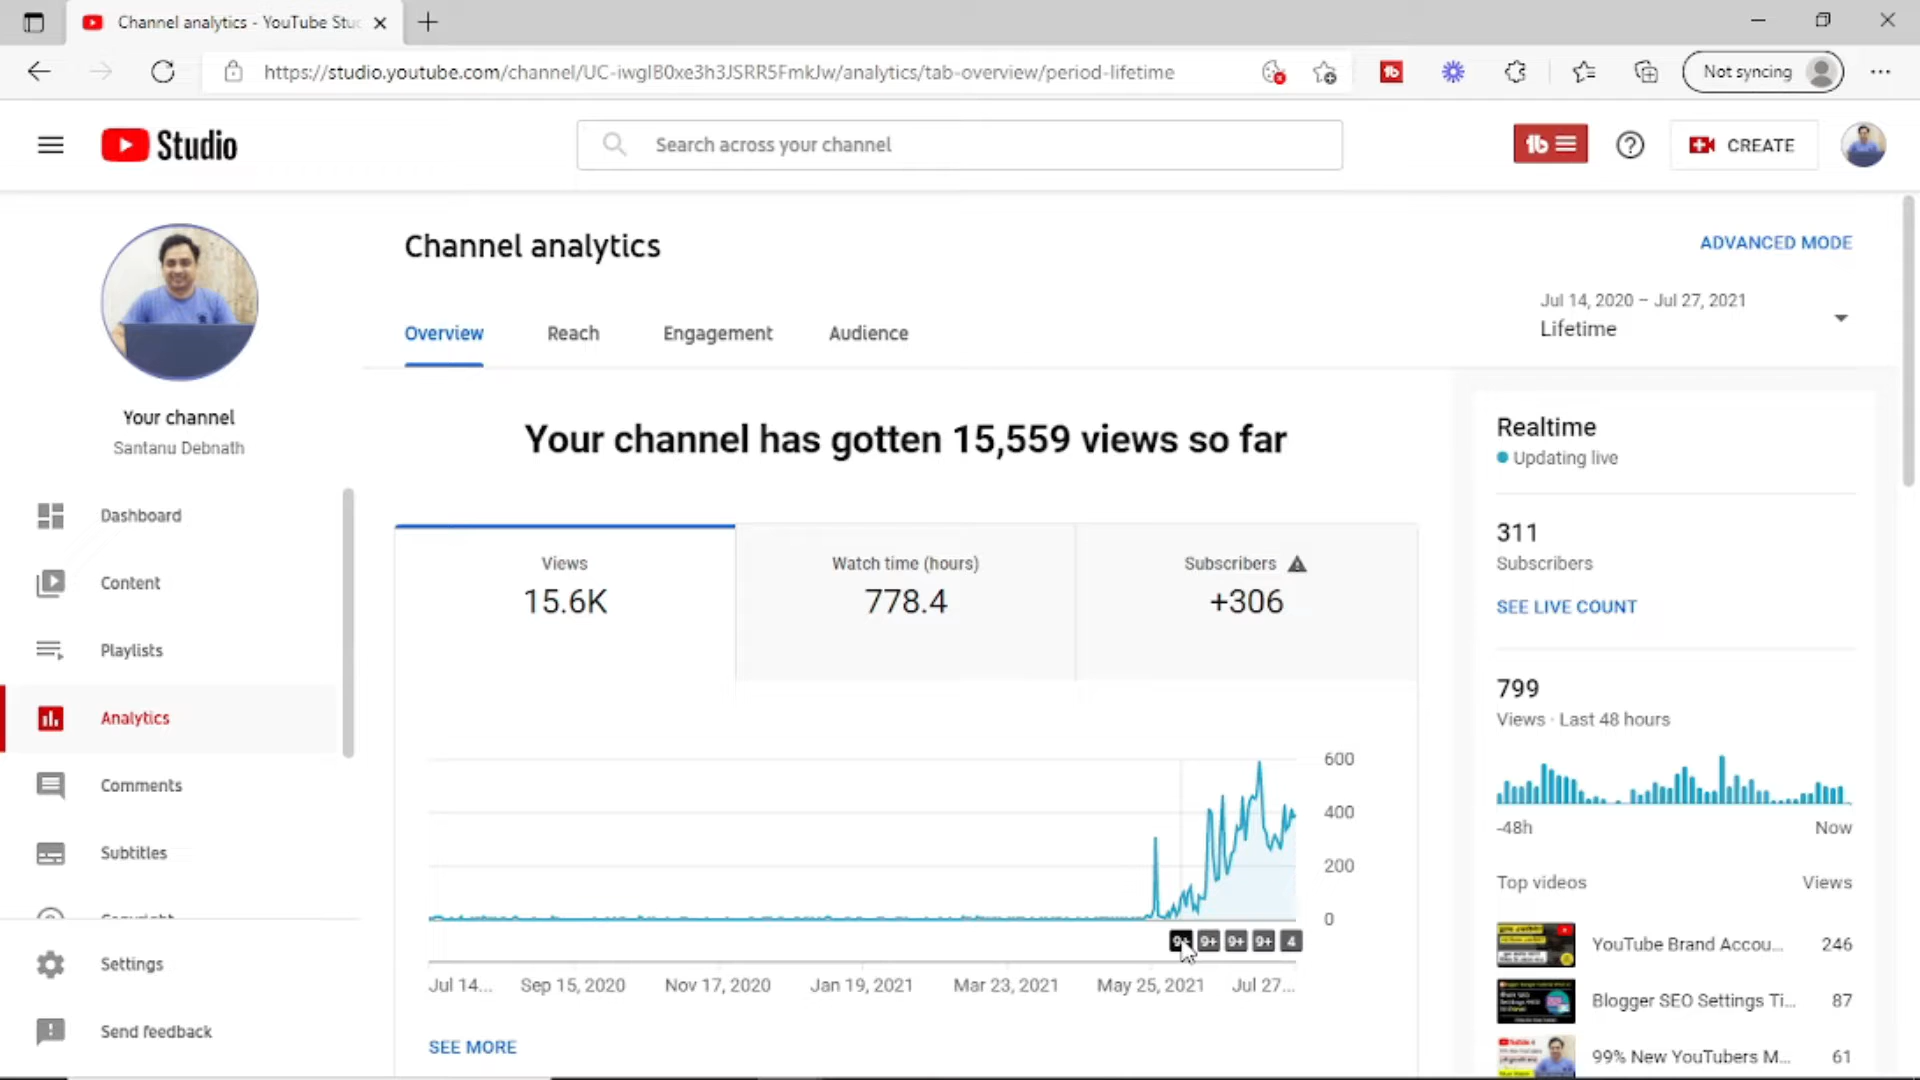 Channel analytics - YouTube Stu
https://studio.youtube.com/channel/UC-iwglB0xe3h3JSRR5FmkJw/analytics/tab-overview/period-lifetime
Not syncing
Studio
Search across your channel
CREATE
Your channel
Santanu Debnath
Dashboard
Content
Playlists
Analytics
Comments
Subtitles
Settings
Send feedback
Channel analytics
ADVANCED MODE
Overview
Reach
Engagement
Audience
Jul 14, 2020 – Jul 27, 2021
Lifetime
Your channel has gotten 15,559 views so far
Views
15.6K
Watch time (hours)
778.4
Subscribers
+306
600
400
200
0
9+ 9+ 9+ 9+ 4
Jul 14... Sep 15, 2020 Nov 17, 2020 Jan 19, 2021 Mar 23, 2021 May 25, 2021 Jul 27...
SEE MORE
Realtime
Updating live
311
Subscribers
SEE LIVE COUNT
799
Views · Last 48 hours
-48h Now
Top videos Views
YouTube Brand Accou... 246
Blogger SEO Settings Ti... 87
99% New YouTubers M... 61